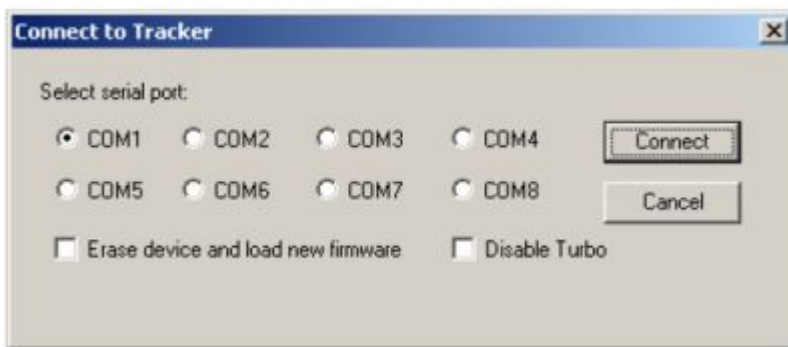 Connect to Tracker
Select serial port:
COM1 COM2 COM3 COM4 Connect
COM5 COM6 COM7 COM8 Cancel
Erase device and load new firmware Disable Turbo